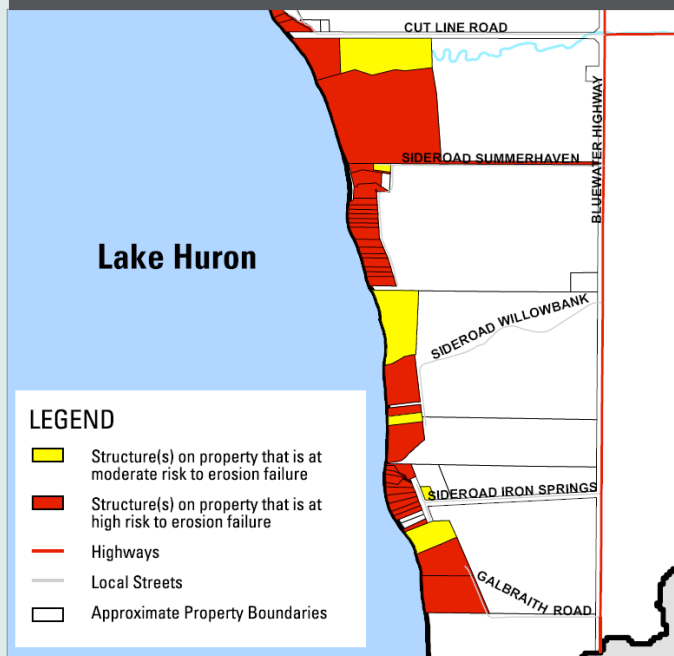 CUT LINE ROAD
BLUEWATER HIGHWAY
SIDEROAD SUMMERHAVEN
Lake Huron
SIDEROAD WILLOWBANK
LEGEND
Structure(s) on property that is at
moderate risk to erosion failure
Structure(s) on property that is at
high risk to erosion failure
Highways
Local Streets
Approximate Property Boundaries
SIDEROAD IRON SPRINGS
GALBRAITH ROAD